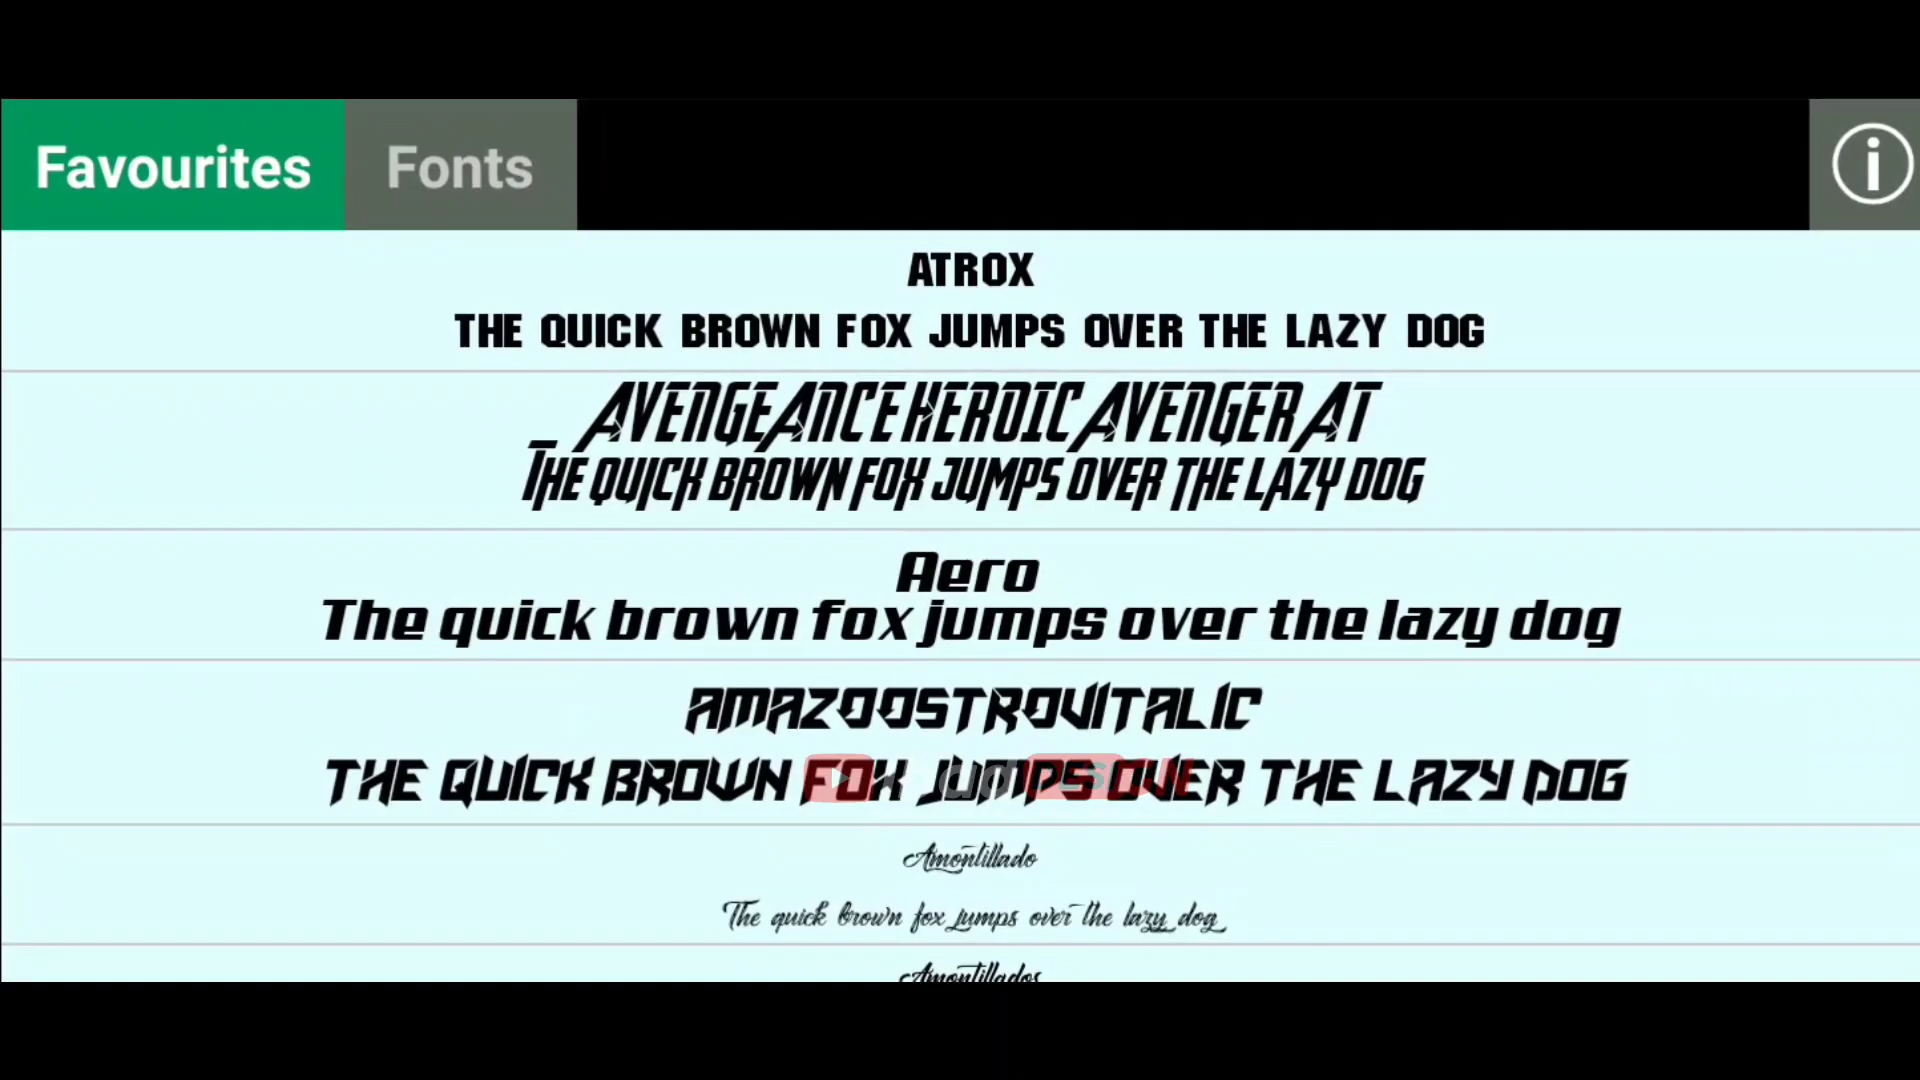 Favourites Fonts
ATROX
THE QUICK BROWN FOX JUMPS OVER THE LAZY DOG
AVENGEANCE HEROIC AVENGER AT
THE QUICK BROWN FOX JUMPS OVER THE LAZY DOG
Aero
The quick brown fox jumps over the lazy dog
AMAZOOSTROVITALIC
THE QUICK BROWN FOX JUMPS OVER THE LAZY DOG
DESIGN
Amontillado
The quick brown fox jumps over the lazy dog
Amontillados